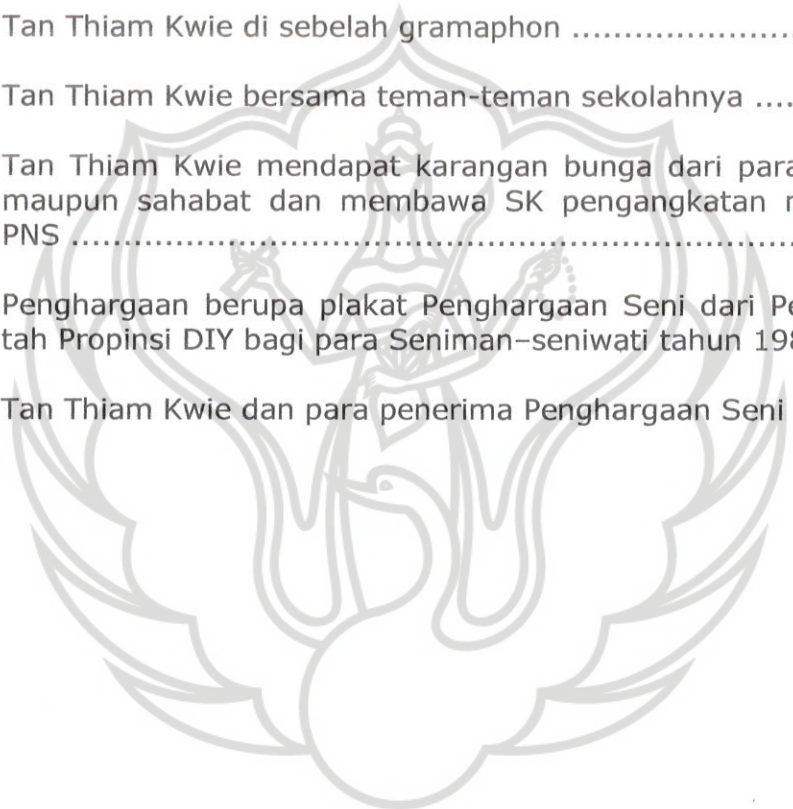 Tan Thiam Kwie di sebelah gramaphon .....................
Tan Thiam Kwie bersama teman-teman sekolahnya ....
Tan Thiam Kwie mendapat karangan bunga dari para
maupun sahabat dan membawa SK pengangkatan
PNS .....................................................................
Penghargaan berupa plakat Penghargaan Seni dari Pe
tah Propinsi DIY bagi para Seniman–seniwati tahun 198
Tan Thiam Kwie dan para penerima Penghargaan Seni